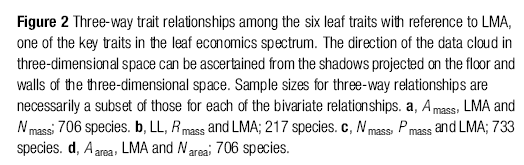 Figure 2 Three-way trait relationships among the six leaf traits with reference to LMA,
one of the key traits in the leaf economics spectrum. The direction of the data cloud in
three-dimensional space can be ascertained from the shadows projected on the floor and
walls of the three-dimensional space. Sample sizes for three-way relationships are
necessarily a subset of those for each of the bivariate relationships. a, Amass, LMA and
Nmass; 706 species. b, LL, Rmass and LMA; 217 species. c, Nmass, Pmass and LMA; 733
species. d, Aarea, LMA and Narea; 706 species.